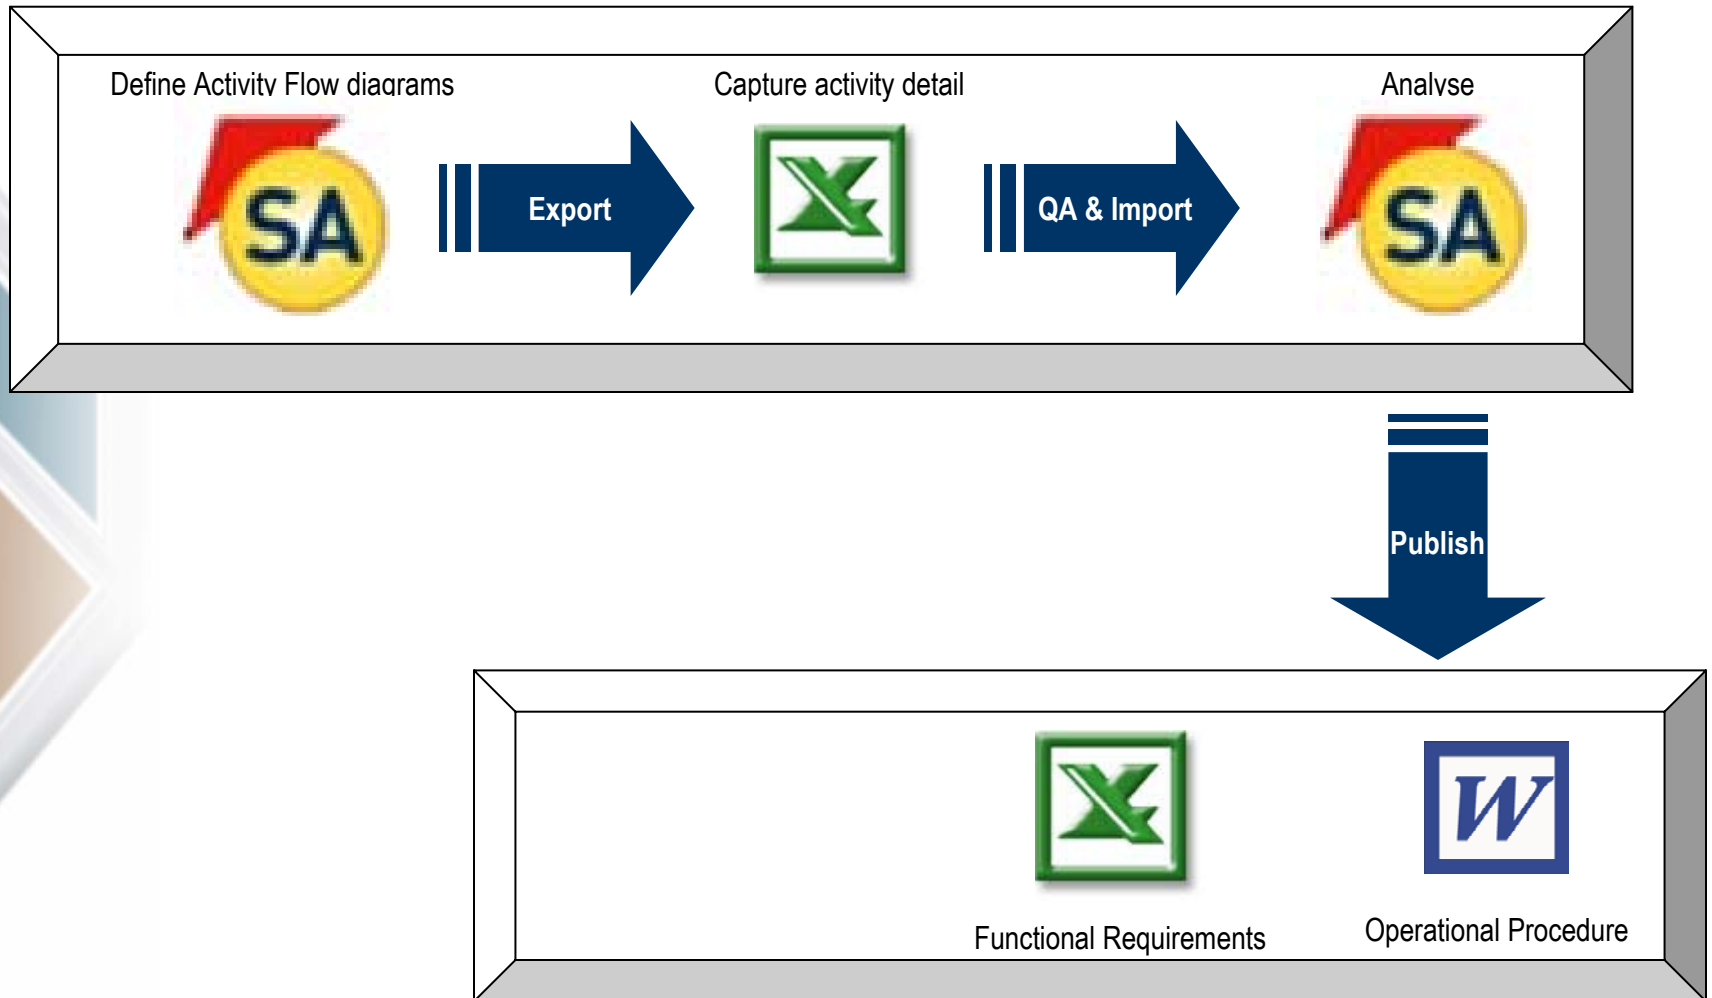 Define Activity Flow diagrams
Capture activity detail
Analyse
SA
Export
QA & Import
SA
Publish
W
Functional Requirements
Operational Procedure